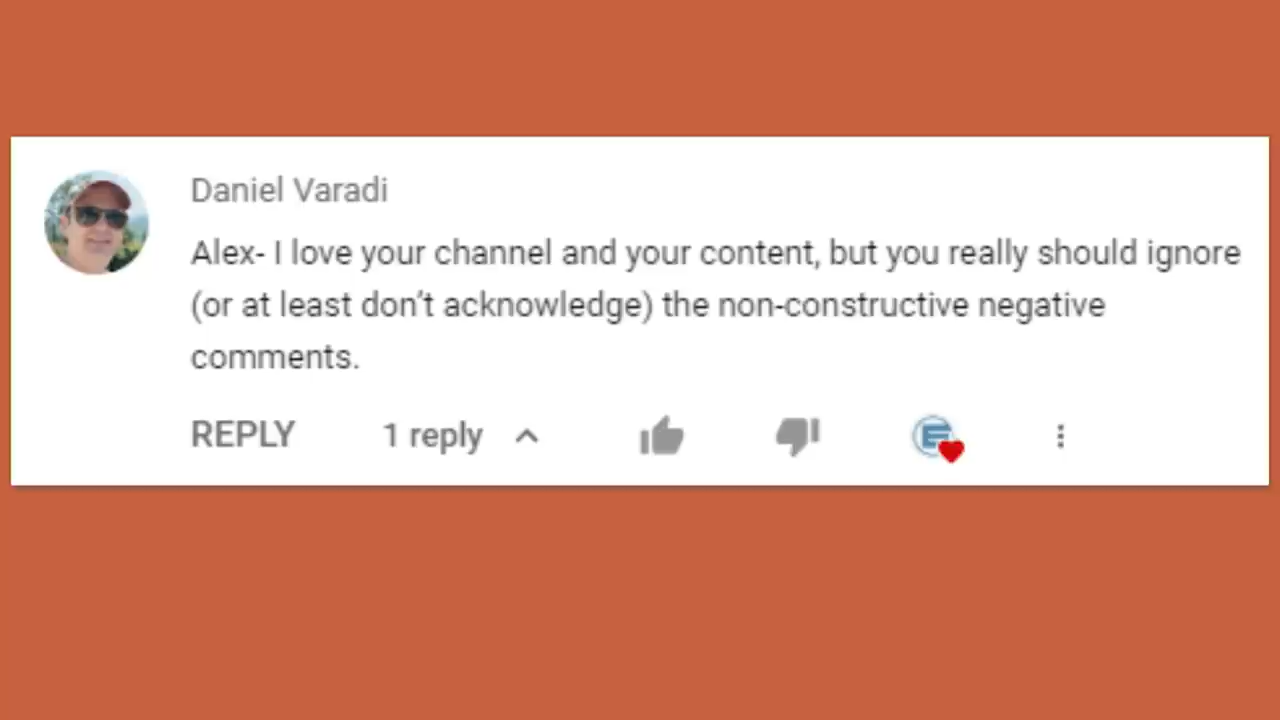 Daniel Varadi
Alex- I love your channel and your content, but you really should ignore
(or at least don't acknowledge) the non-constructive negative
comments.
REPLY 1 reply